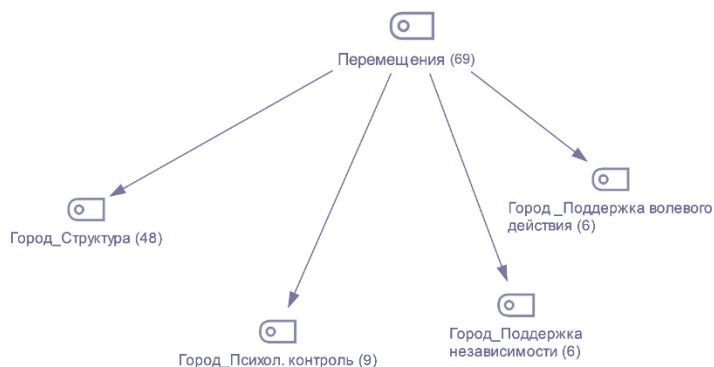 Перемещения (69)
Город_Структура (48)
Город _Поддержка волевого
действия (6)
Город_Поддержка
независимости (6)
Город_Психол. контроль (9)